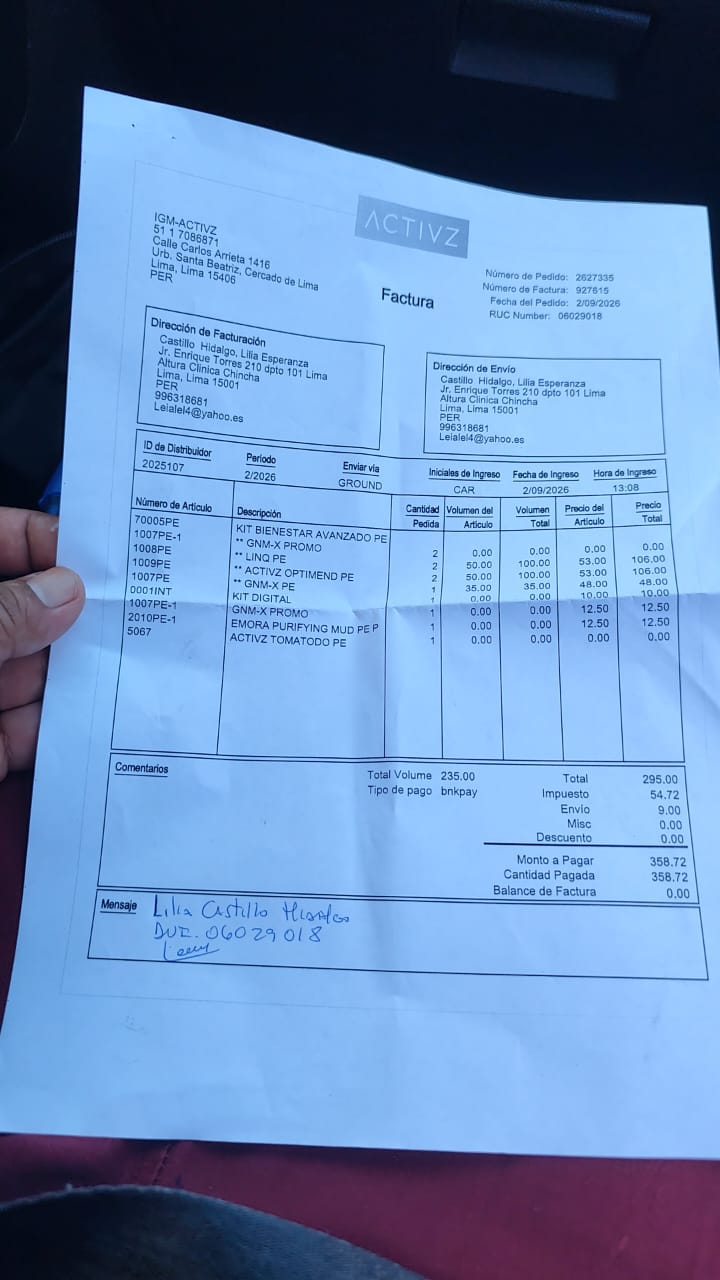 ACTIVZ
IGM-ACTIVZ
51 1 7086871
Calle Carlos Arrieta 1416
Urb. Santa Beatriz, Cercado de Lima
Lima, Lima 15406
PER
Factura
Número de Pedido: 2627335
Número de Factura: 927615
Fecha del Pedido: 2/09/2026
RUC Number: 06029018
Dirección de Facturación
Castillo Hidalgo, Lilia Esperanza
Jr. Enrique Torres 210 dpto 101 Lima
Altura Clinica Chincha
Lima, Lima 15001
PER
996318681
Leialel4@yahoo.es
Dirección de Envío
Castillo Hidalgo, Lilia Esperanza
Jr. Enrique Torres 210 dpto 101 Lima
Altura Clinica Chincha
Lima, Lima 15001
PER
996318681
Leialel4@yahoo.es
ID de Distribuidor Periodo Enviar via Iniciales de Ingreso Fecha de Ingreso Hora de Ingreso
2025107 2/2026 GROUND CAR 2/09/2026 13:08
Número de Articulo Descripción Cantidad Pedida Volumen del Articulo Volumen Total Precio del Articulo Precio Total
70005PE KIT BIENESTAR AVANZADO PE 2 0.00 0.00 0.00 0.00
1007PE-1 ** GNM-X PROMO 2 50.00 100.00 53.00 106.00
1008PE ** LINQ PE 2 50.00 100.00 53.00 106.00
1009PE ** ACTIVZ OPTIMEND PE 1 35.00 35.00 48.00 48.00
1007PE ** GNM-X PE 1 0.00 0.00 10.00 10.00
0001INT KIT DIGITAL 1 0.00 0.00 12.50 12.50
1007PE-1 GNM-X PROMO 1 0.00 0.00 12.50 12.50
2010PE-1 EMORA PURIFYING MUD PE P 1 0.00 0.00 0.00 0.00
5067 ACTIVZ TOMATODO PE
Comentarios
Total Volume 235.00
Tipo de pago bnkpay
Total 295.00
Impuesto 54.72
Envio 9.00
Misc 0.00
Descuento 0.00
Monto a Pagar 358.72
Cantidad Pagada 358.72
Balance de Factura 0.00
Mensaje Lilia Castillo Hidalgo
DNI. 06029018